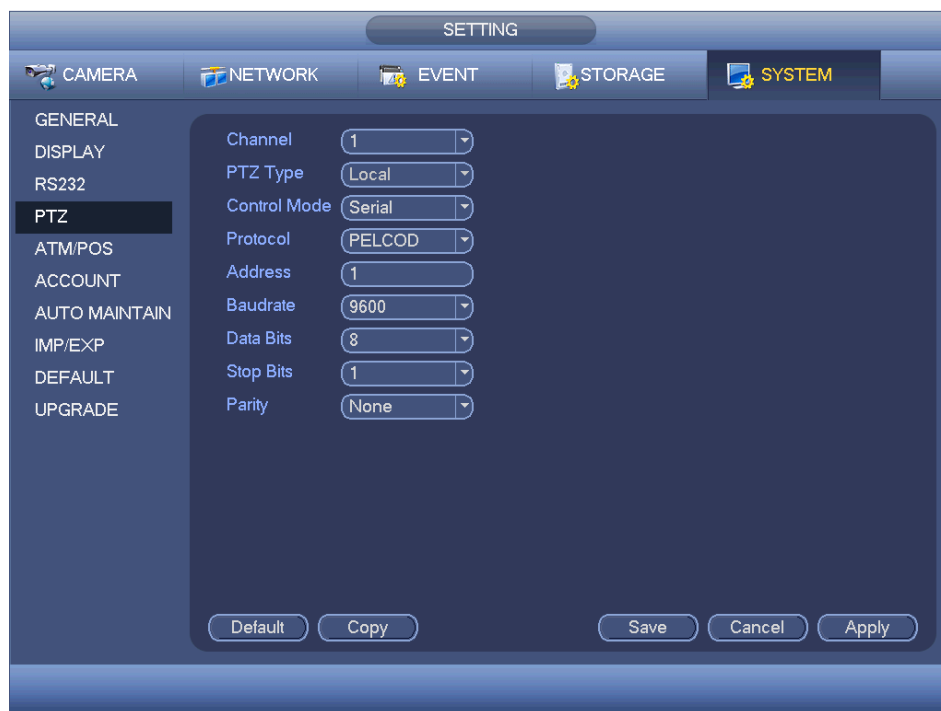 SETTING
CAMERA NETWORK EVENT STORAGE SYSTEM
GENERAL
DISPLAY
RS232
PTZ
ATM/POS
ACCOUNT
AUTO MAINTAIN
IMP/EXP
DEFAULT
UPGRADE
Channel 1
PTZ Type Local
Control Mode Serial
Protocol PELCOD
Address 1
Baudrate 9600
Data Bits 8
Stop Bits 1
Parity None
Default Copy Save Cancel Apply